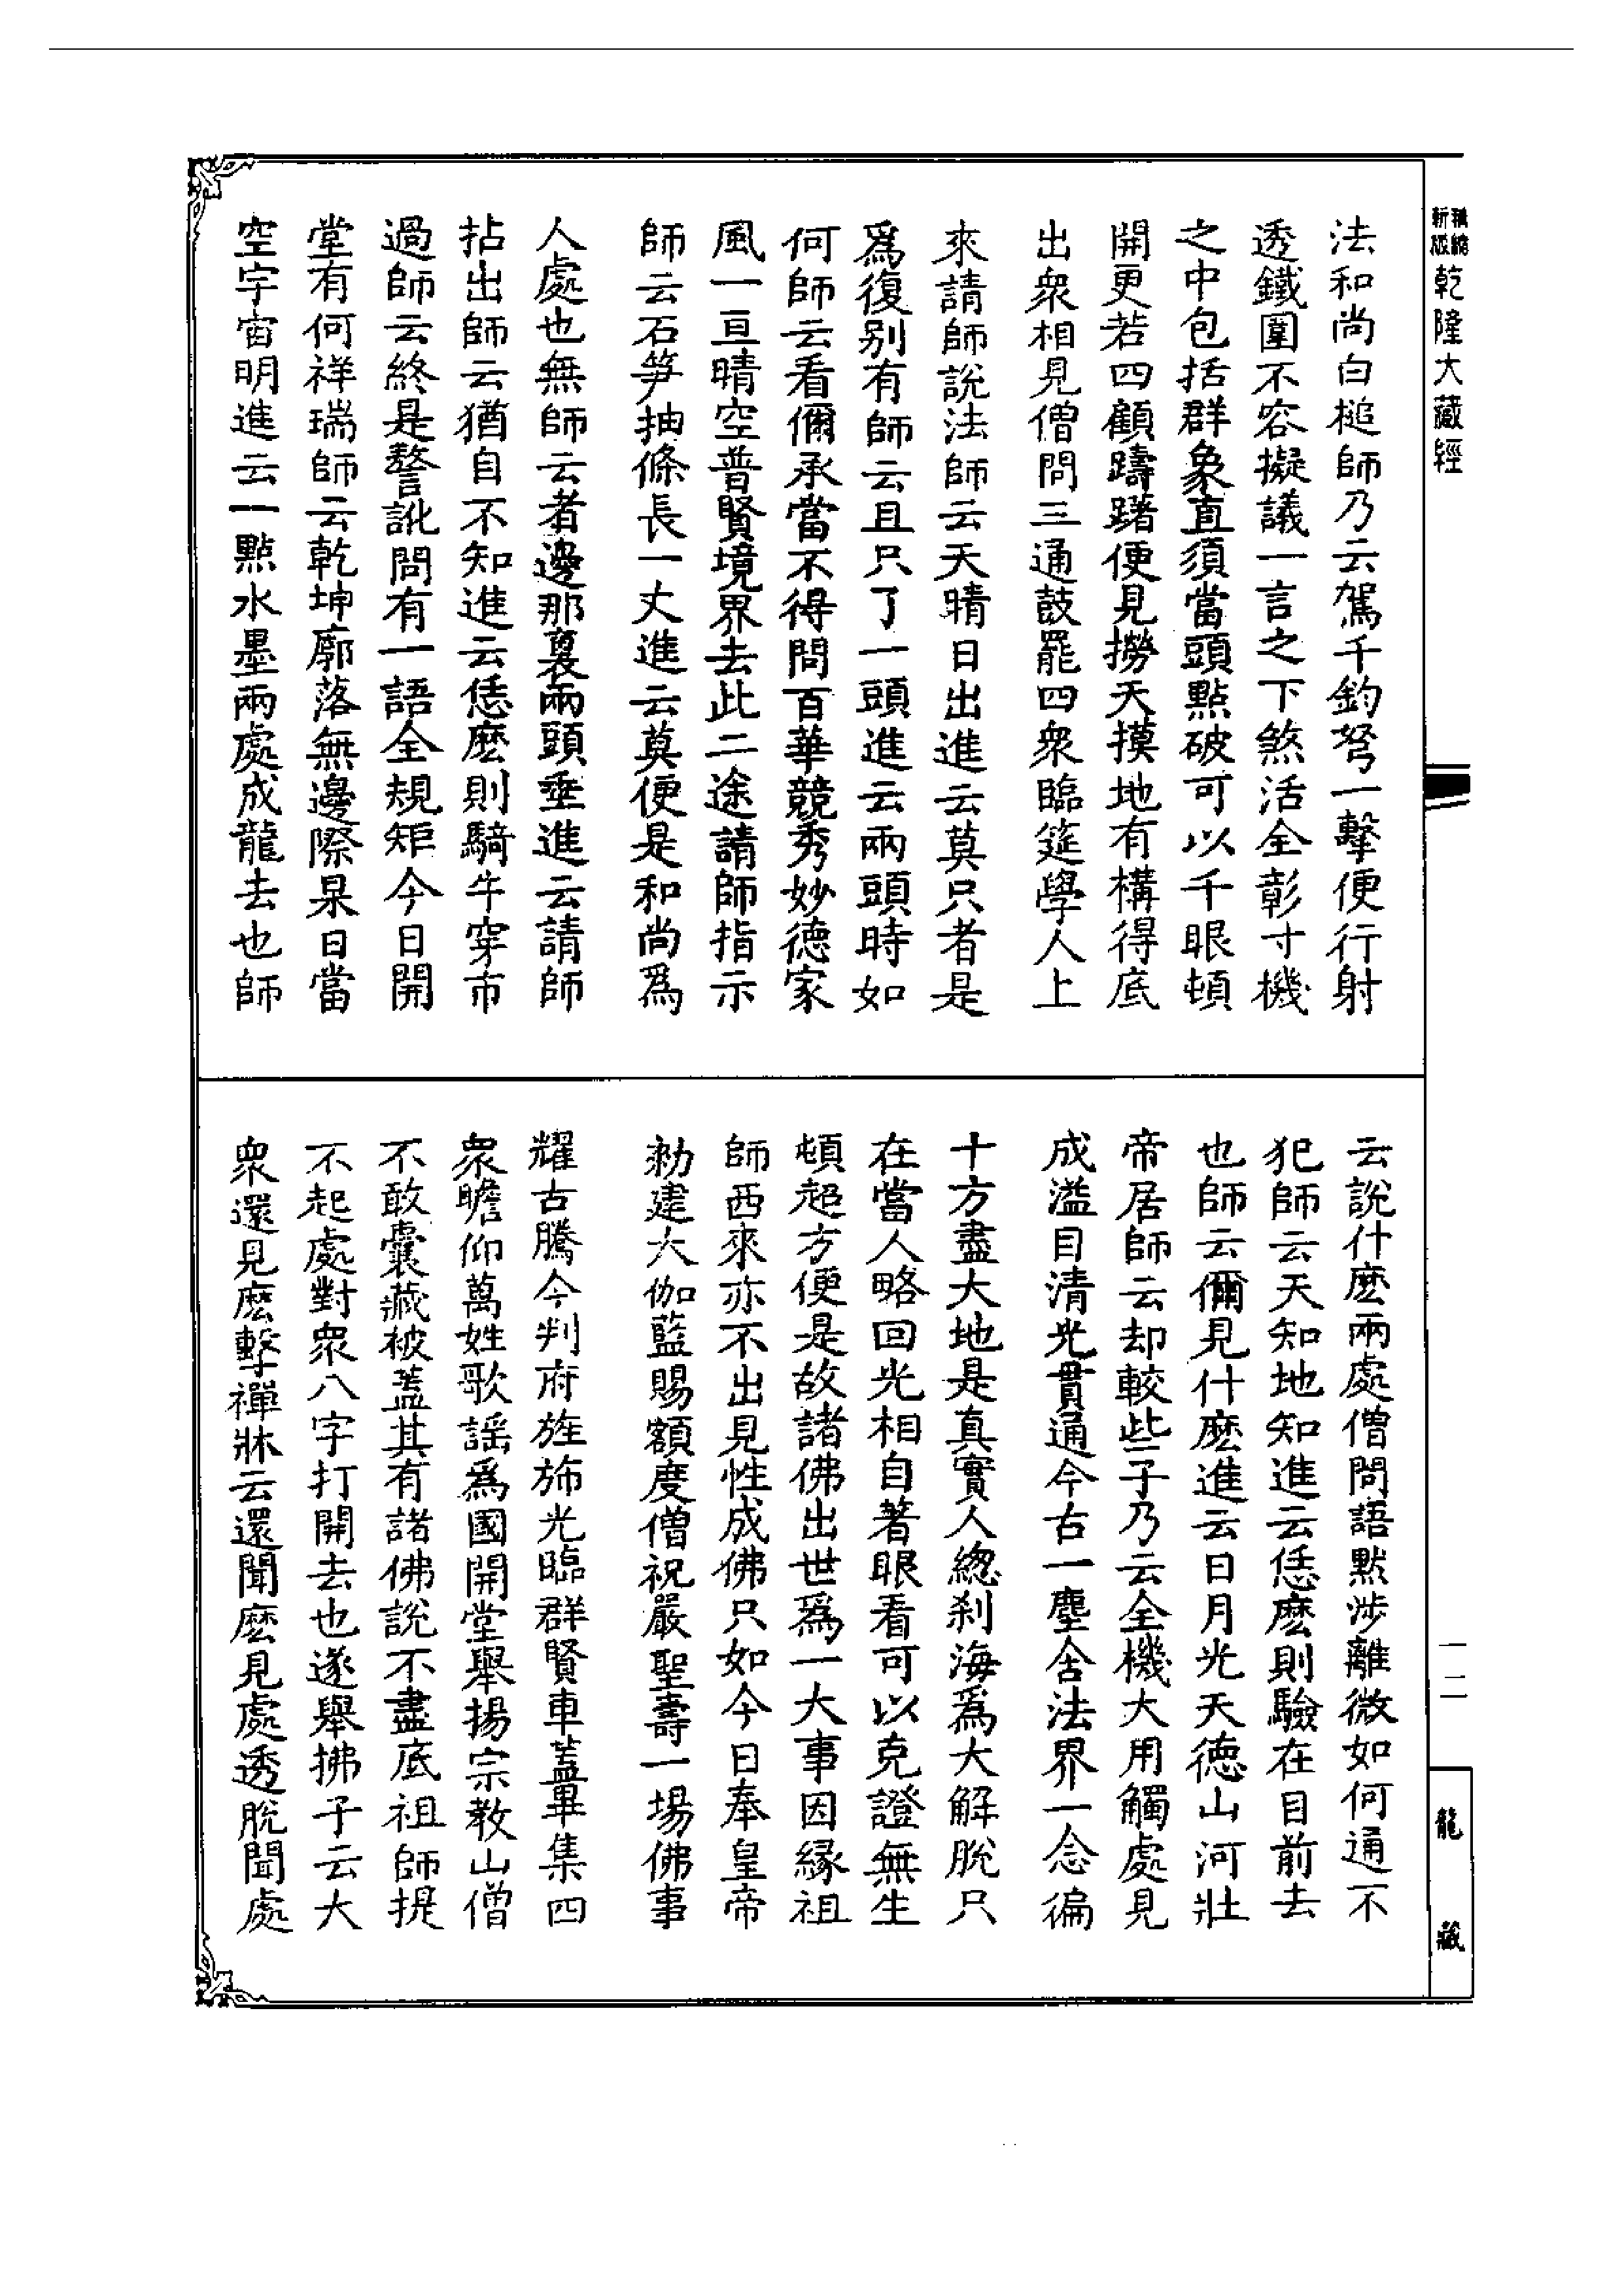 乾隆大藏經
法和尚白槌師乃云駕千鈞弩一擊便行射
透鐵圍不容擬議一言之下煞活全彰寸機
之中包括群象直須當頭點破可以千眼頓
開更若四顧躊躇便見撈天摸地有構得底
出衆相見僧問三通鼓罷四衆臨筵學人上
來請師說法師云天晴日出進云莫只者是
爲復别有師云且只了一頭進云兩頭時如
何師云看儞承當不得問百華競秀妙德家
風一亘晴空普賢境界去此二途請師指示
師云石笋抽條長一丈進云莫便是和尚爲
人處也無師云者邊那裏兩頭垂進云請師
拈出師云猶自不知進云恁麽則騎牛穿市
過師云終是謷訛問有一語全規矩今日開
堂有何祥瑞師云乾坤廓落無邊際杲日當
空宇宙明進云一點水墨兩處成龍去也師
云說什麽兩處僧問語默涉離微如何通不
犯師云天知地知進云恁麽則驗在目前去
也師云儞見什麽進云日月光天德山河壯
帝居師云却較些子乃云全機大用觸處見
成溢目清光貫通今古一塵含法界一念徧
十方盡大地是真實人總刹海爲大解脫只
在當人略回光相自著眼看可以克證無生
頓超方便是故諸佛出世爲一大事因緣祖
師西來亦不出見性成佛只如今日奉皇帝
勑建大伽藍賜額度僧祝嚴聖壽一場佛事
耀古騰今判府旌斾光臨群賢車蓋畢集四
衆瞻仰萬姓歌謡爲國開堂舉揚宗教山僧
不敢囊藏被蓋其有諸佛說不盡底祖師提
不起處對衆八字打開去也遂舉拂子云大
衆還見麽擊禪牀云還聞麽見處透脫聞處
一二
龍藏